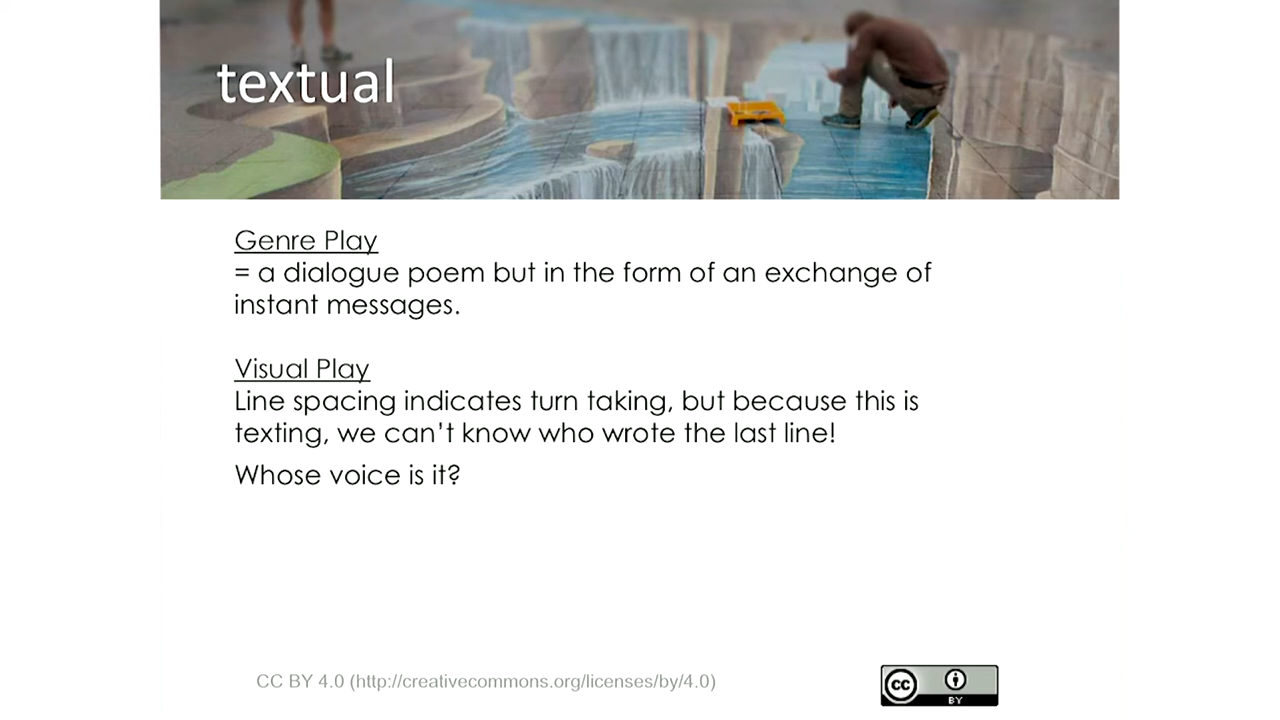 textual
Genre Play
= a dialogue poem but in the form of an exchange of
instant messages.
Visual Play
Line spacing indicates turn taking, but because this is
texting, we can’t know who wrote the last line!
Whose voice is it?
CC BY 4.0 (http://creativecommons.org/licenses/by/4.0)
cc
BY